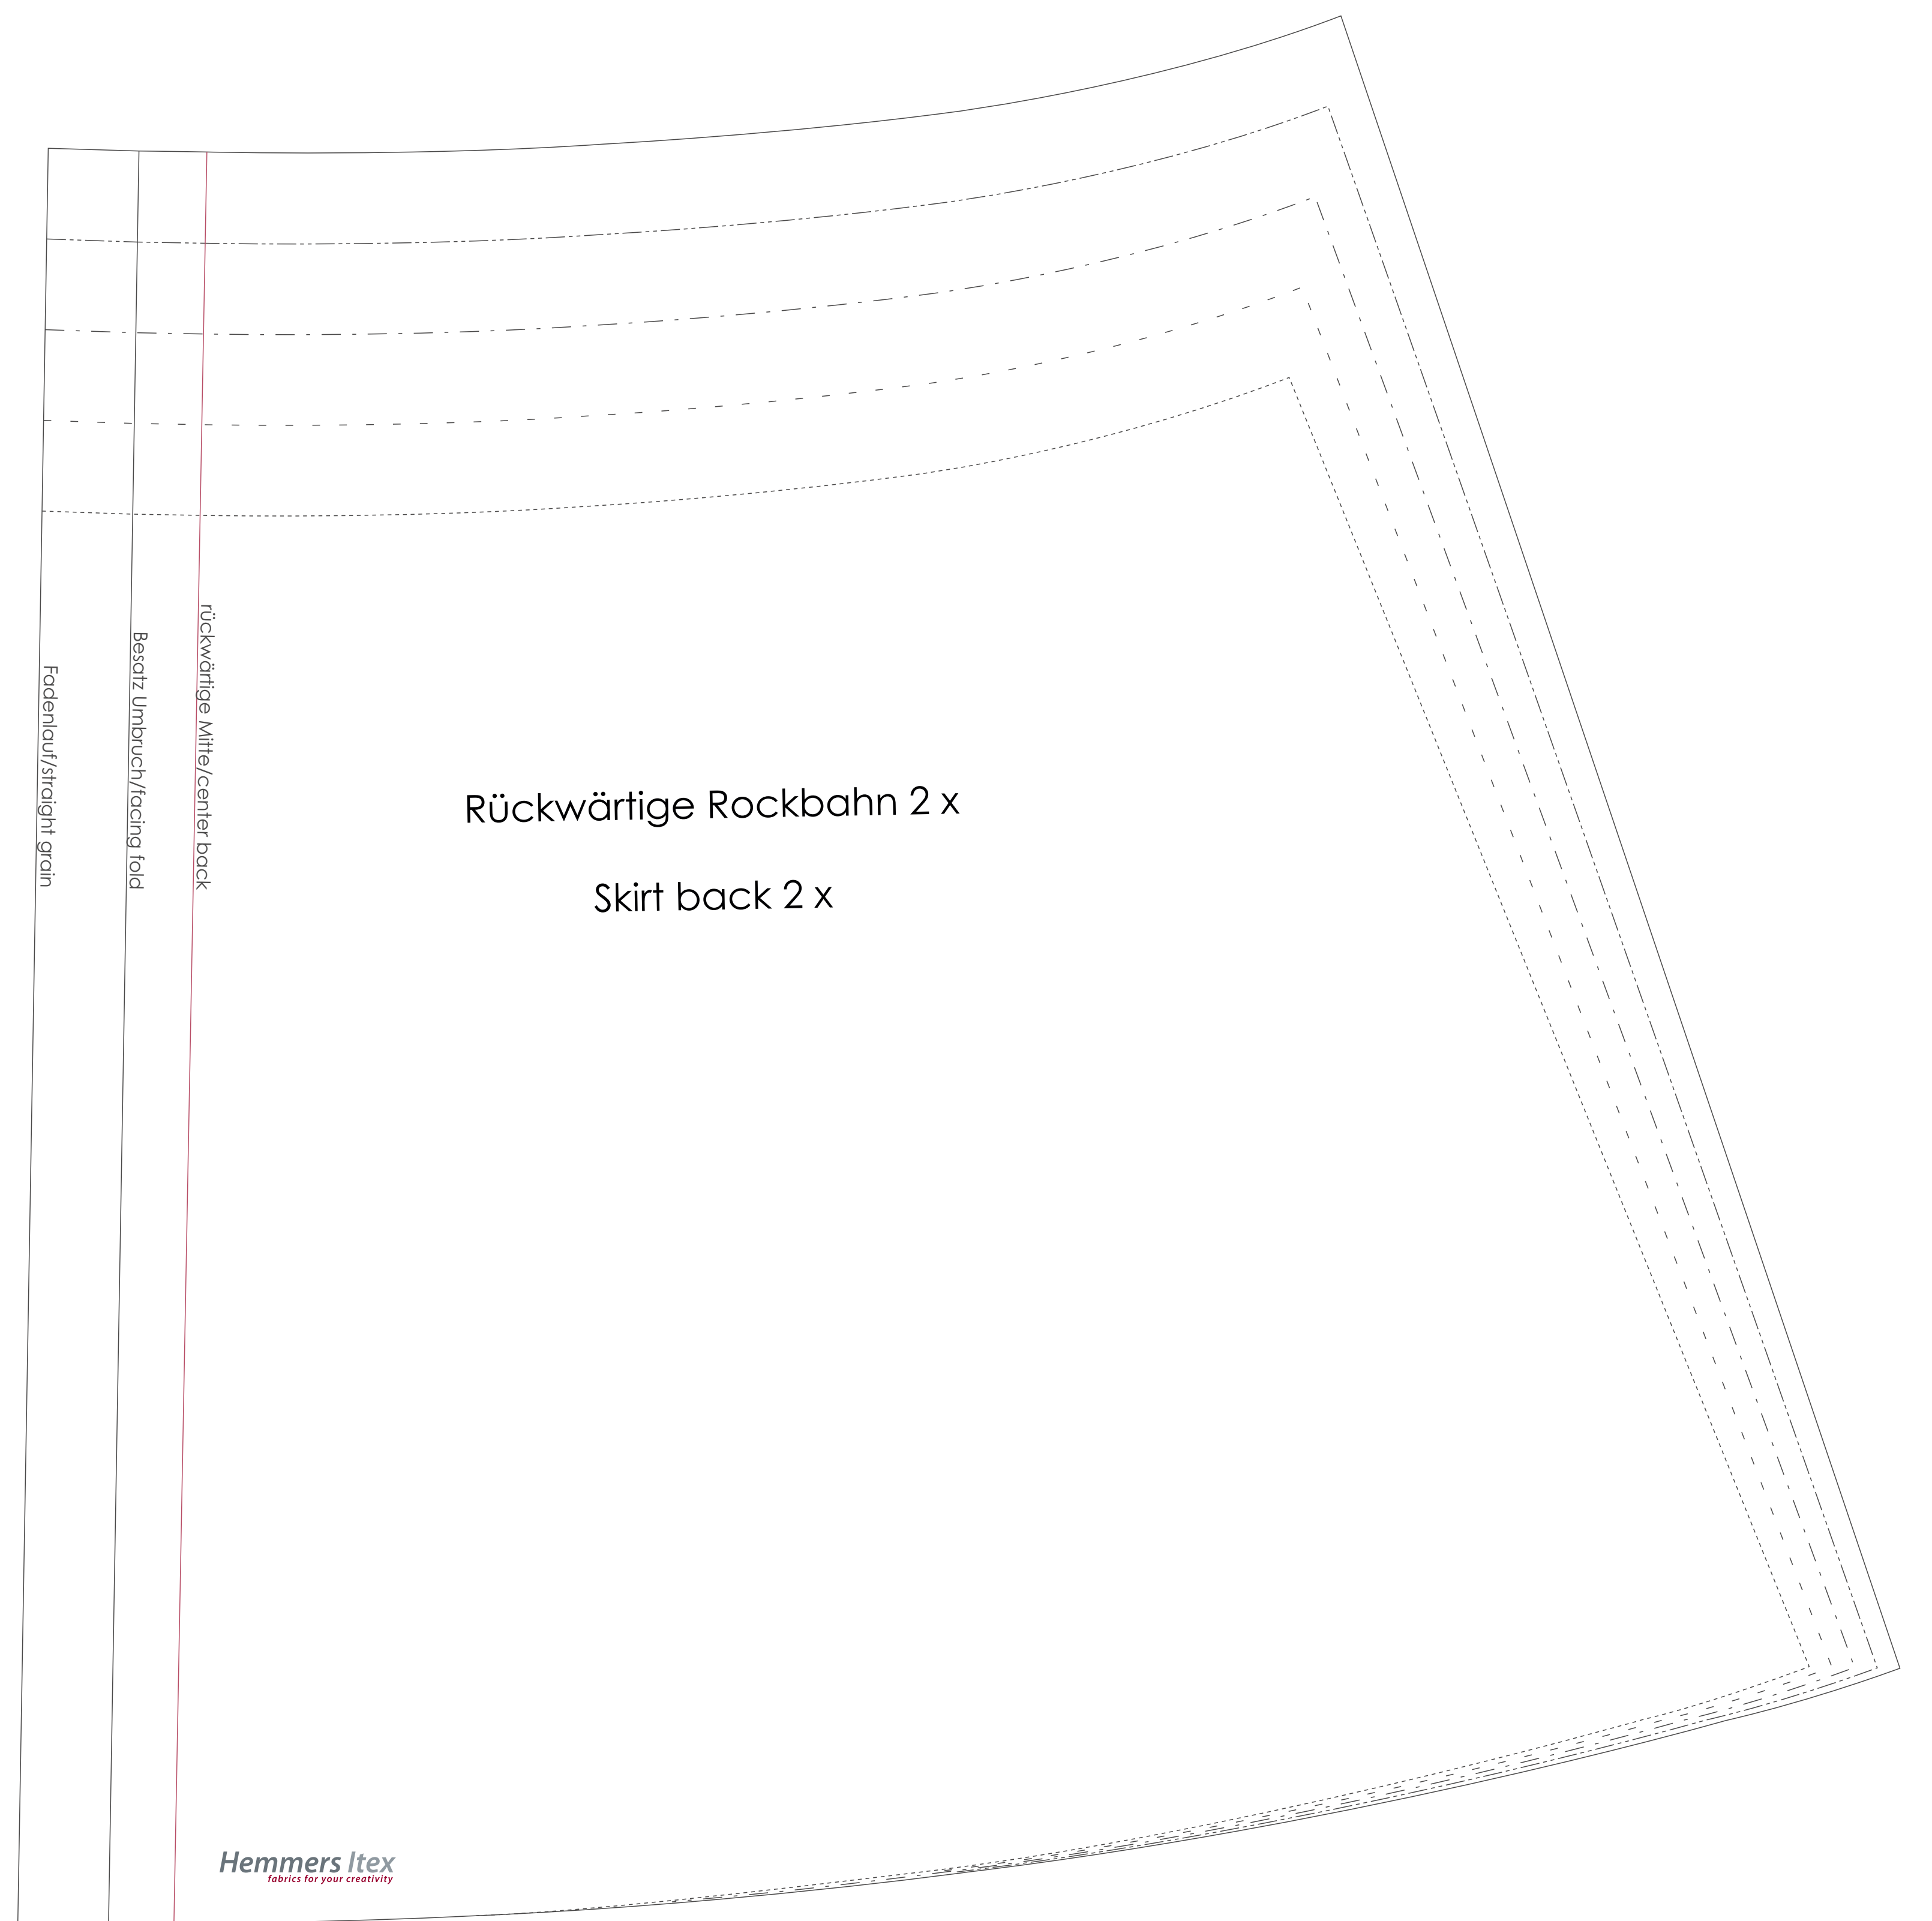 rückwärtige Mitte/center back
Besatz Umbruch/facing fold
Fadenlauf/straight grain
Rückwärtige Rockbahn 2 x
Skirt back 2 x
Hemmers Itex
fabrics for your creativity